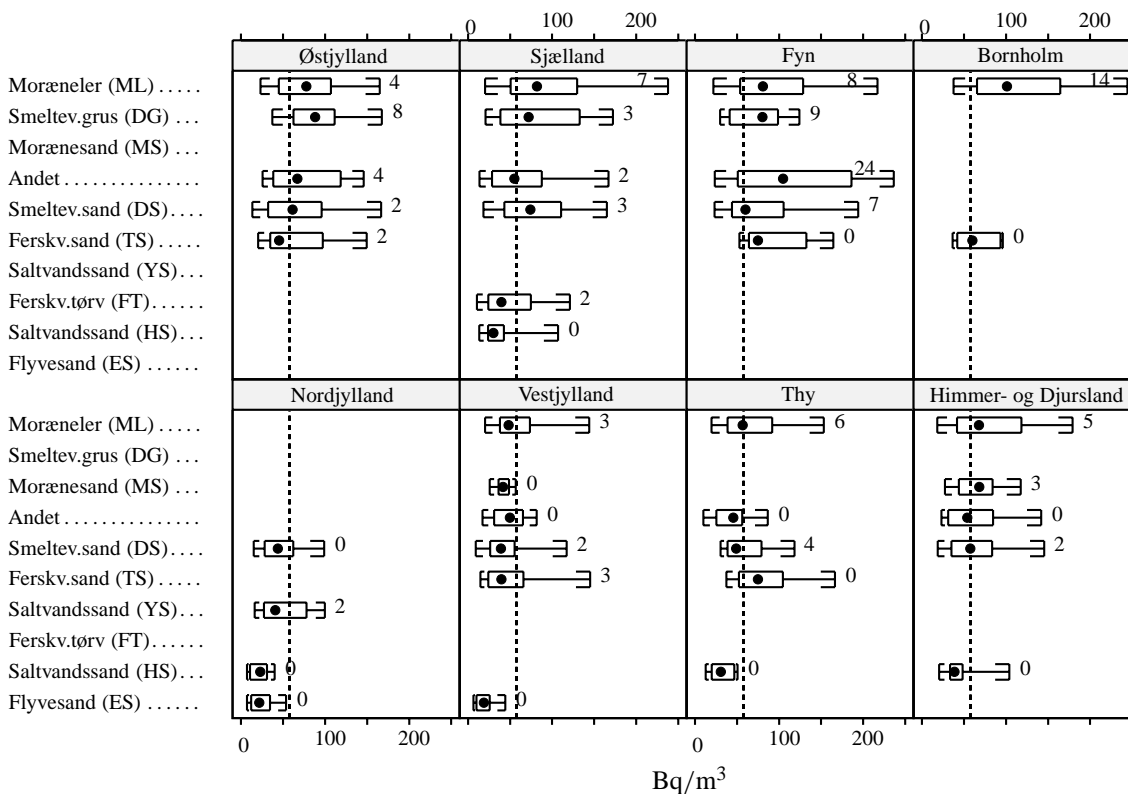 0 100 200 0 100 200
Østjylland Sjælland Fyn Bornholm
Moræneler (ML) ..... 4 7 8 14
Smeltev.grus (DG) ... 8 3 9
Morænesand (MS) ...
Andet ............... 4 2 24
Smeltev.sand (DS) ... 2 3 7
Ferskv.sand (TS) ..... 2 0 0
Saltvandssand (YS) ...
Ferskv.tørv (FT) ...... 2
Saltvandssand (HS) ... 0
Flyvesand (ES) ......
Nordjylland Vestjylland Thy Himmer- og Djursland
Moræneler (ML) ..... 3 6 5
Smeltev.grus (DG) ...
Morænesand (MS) ... 0 3
Andet ............... 0 0 0
Smeltev.sand (DS) ... 0 2 4 2
Ferskv.sand (TS) ..... 3 0
Saltvandssand (YS) ... 2
Ferskv.tørv (FT) ......
Saltvandssand (HS) ... 0 0 0
Flyvesand (ES) ...... 0 0
0 100 200 0 100 200
Bq/m³